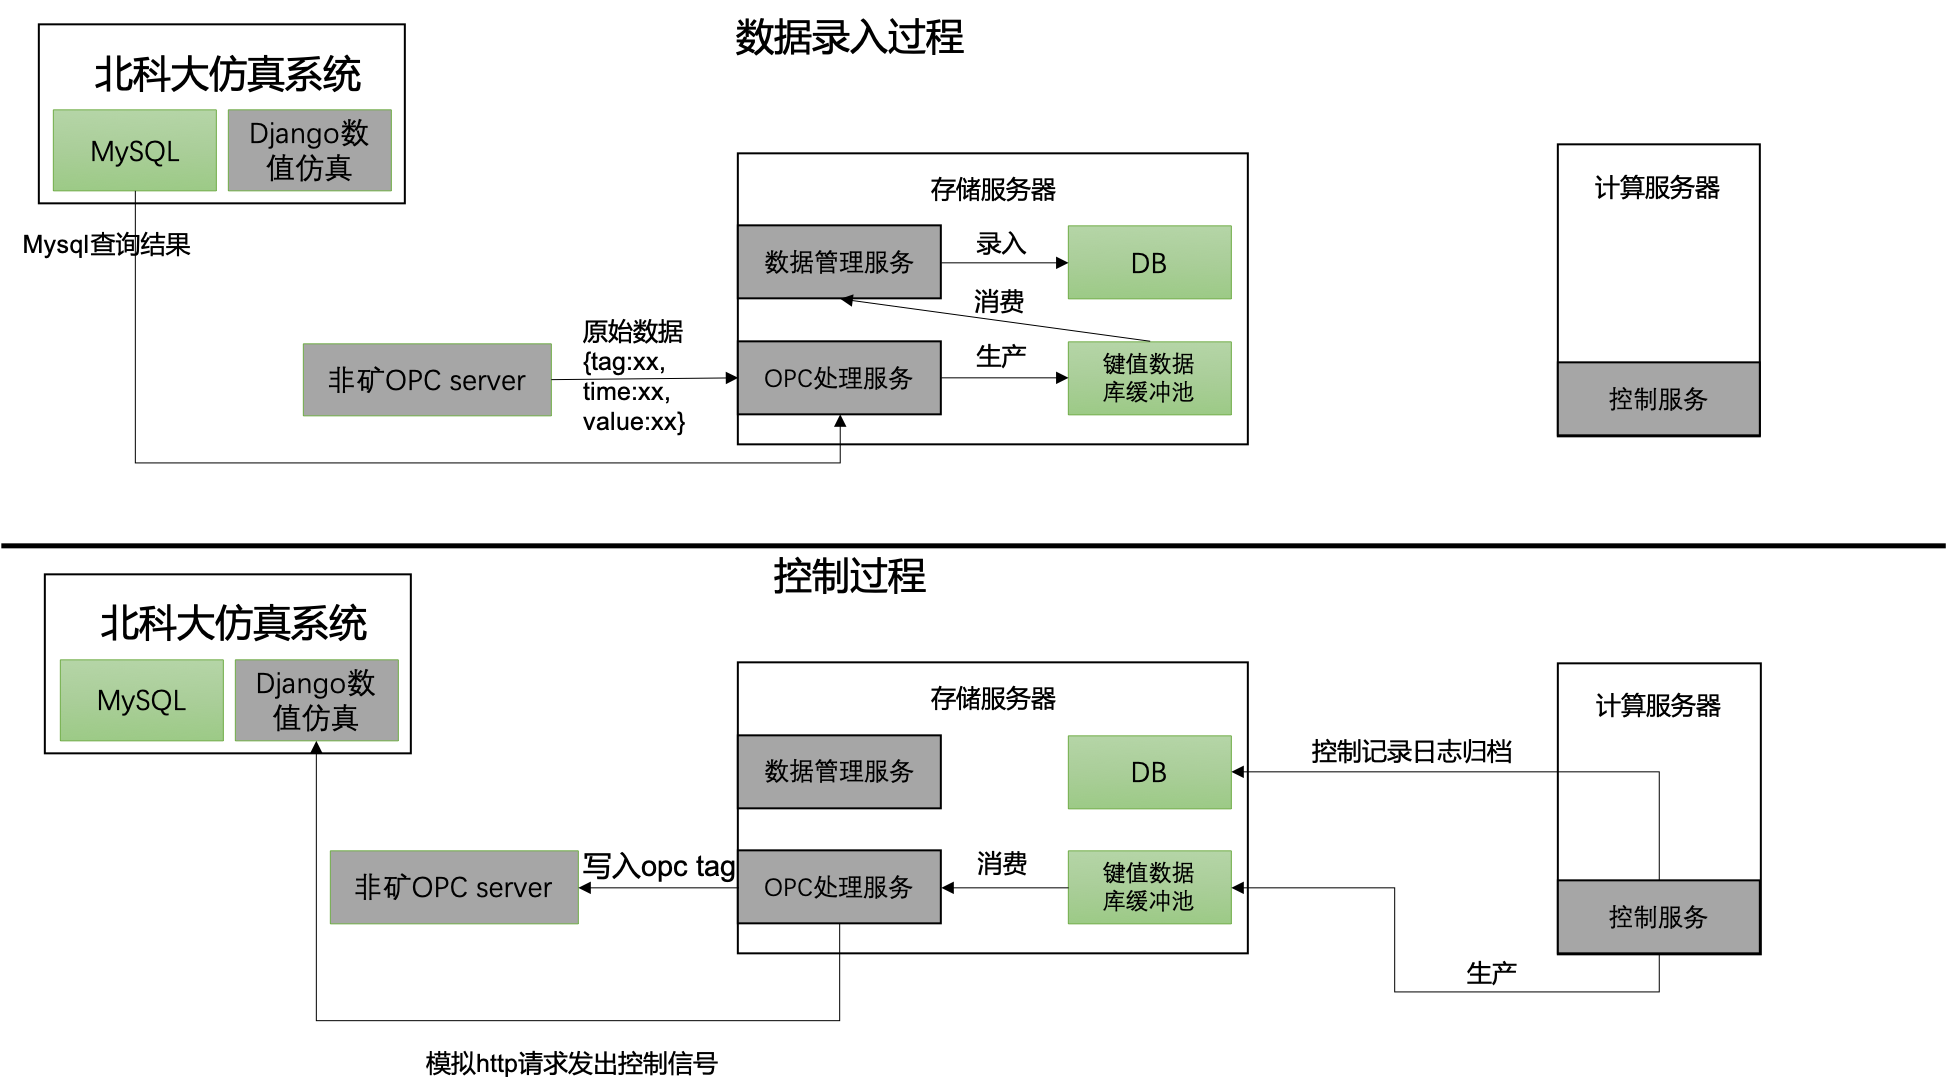 数据录入过程
北科大仿真系统
MySQL
Django数
值仿真
Mysql查询结果
非矿OPC server
原始数据
{tag:xx,
time:xx,
value:xx}
存储服务器
数据管理服务
录入
DB
消费
OPC处理服务
生产
键值数据
库缓冲池
计算服务器
控制服务
控制过程
北科大仿真系统
MySQL
Django数
值仿真
非矿OPC server
写入opc tag
存储服务器
数据管理服务
DB
OPC处理服务
消费
键值数据
库缓冲池
控制记录日志归档
计算服务器
控制服务
生产
模拟http请求发出控制信号